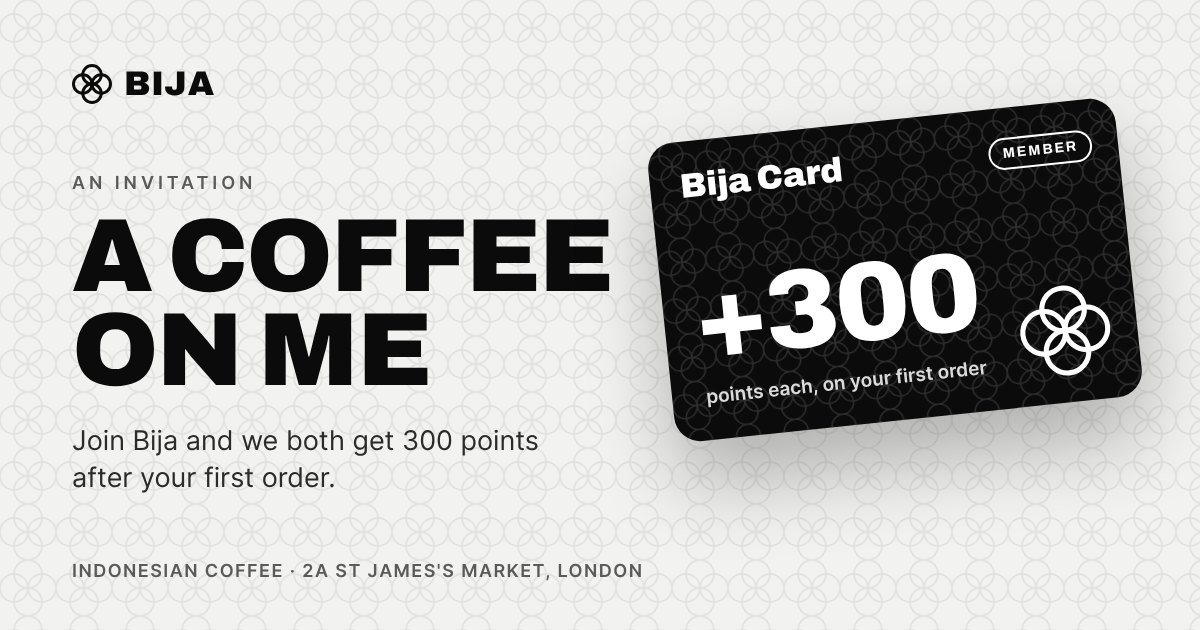 BIJA
AN INVITATION
A COFFEE
ON ME
Join Bija and we both get 300 points
after your first order.
INDONESIAN COFFEE · 2A ST JAMES'S MARKET, LONDON
Bija Card
MEMBER
+300
points each, on your first order